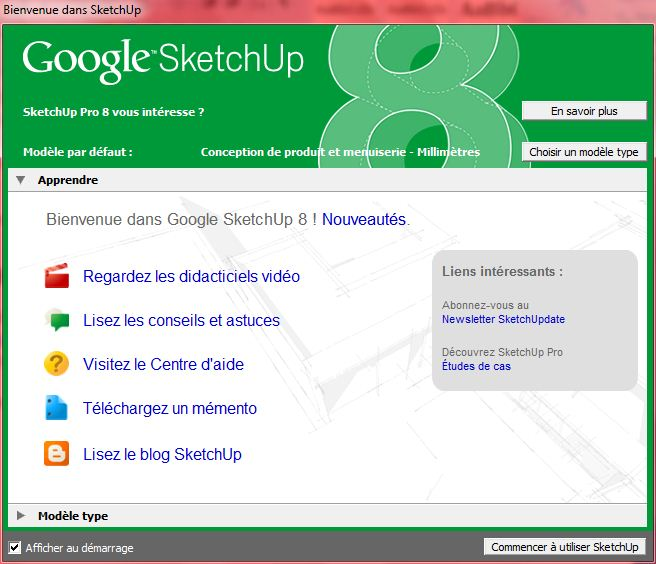 Bienvenue dans SketchUp
Google™ SketchUp
8
SketchUp Pro 8 vous intéresse ?
En savoir plus
Modèle par défaut : Conception de produit et menuiserie - Millimètres
Choisir un modèle type
Apprendre
Bienvenue dans Google SketchUp 8 ! Nouveautés.
Regardez les didacticiels vidéo
Lisez les conseils et astuces
Visitez le Centre d'aide
Téléchargez un mémento
Lisez le blog SketchUp
Liens intéressants :
Abonnez-vous au
Newsletter SketchUpdate
Découvrez SketchUp Pro
Études de cas
Modèle type
Afficher au démarrage
Commencer à utiliser SketchUp